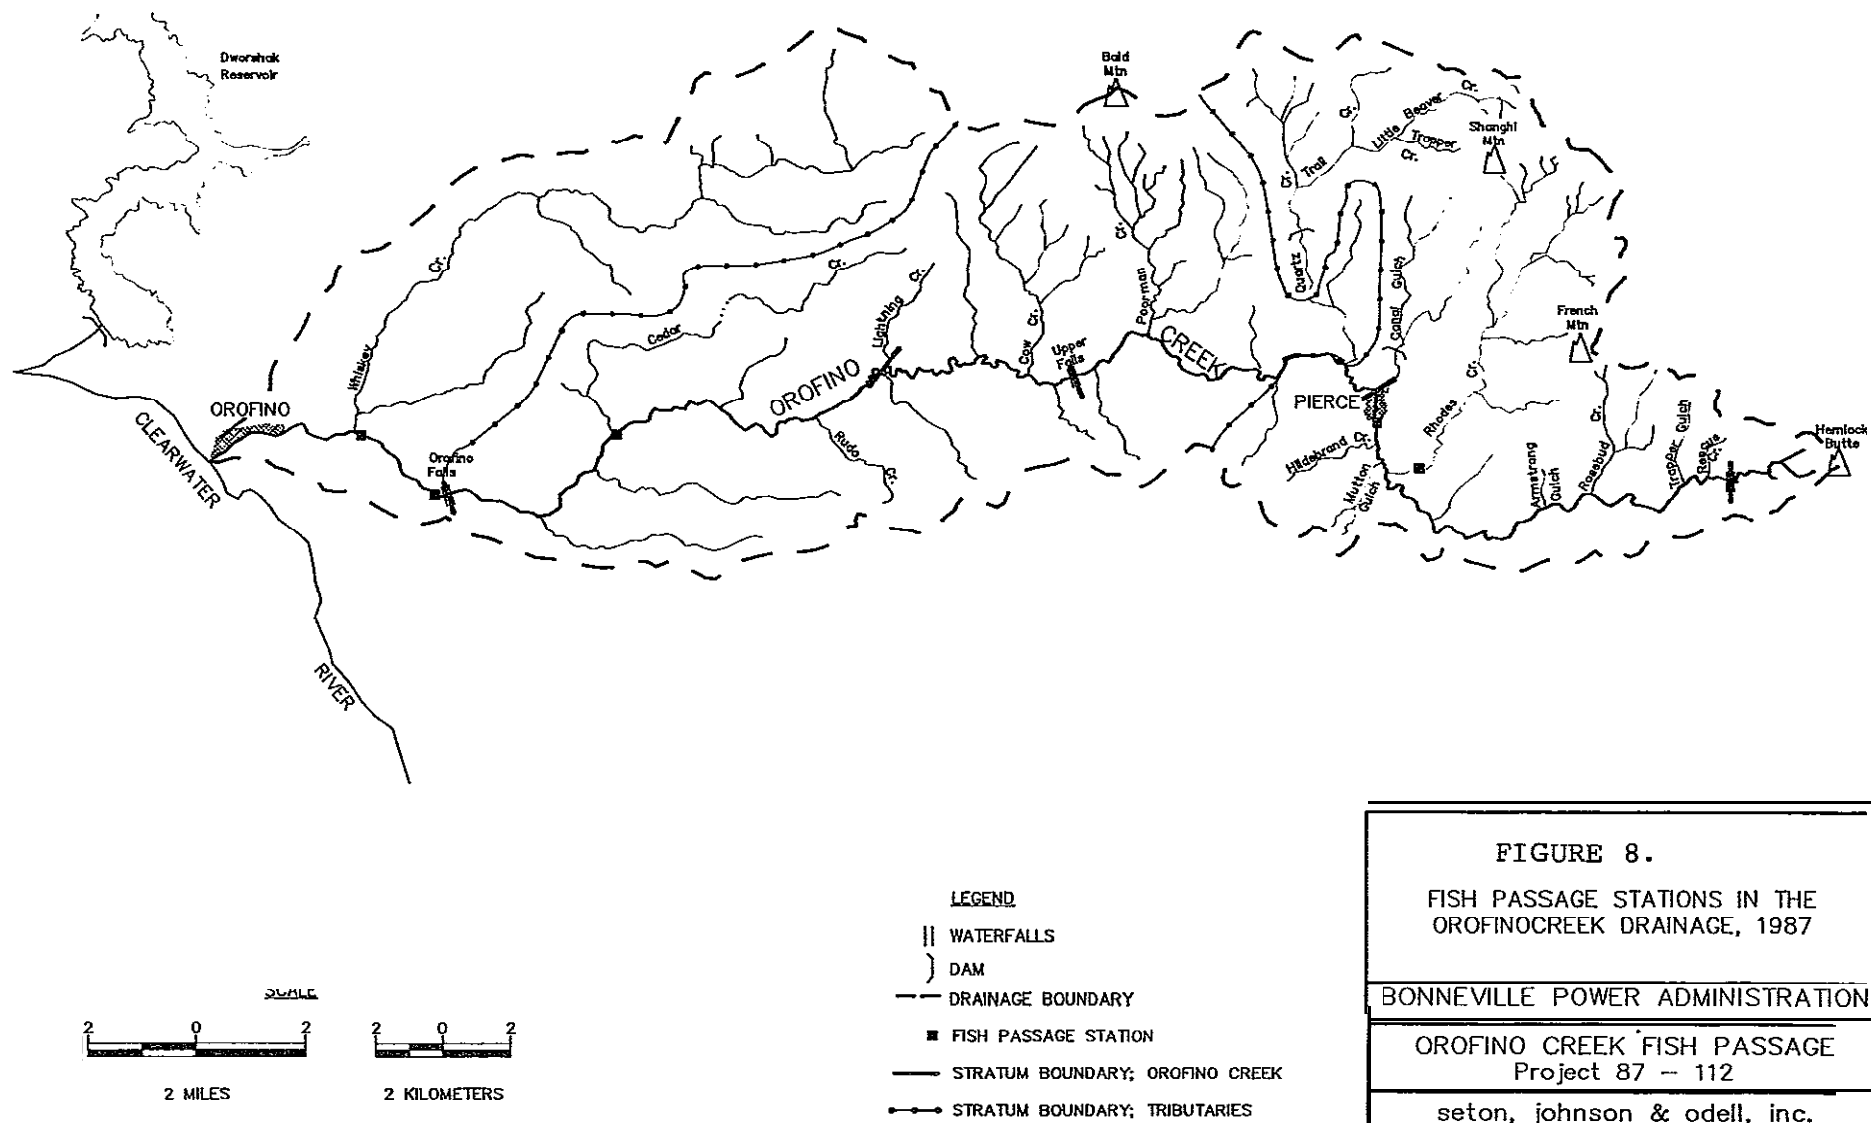 Dworshak
Reservoir
Bald
Mtn
Cr.
Little Beaver Cr.
Shanghi
Mtn
Trapper
Cr.
Trail
Cr.
Cr.
Whiskey
Cedar
Cr.
Lightning
Cr.
Cow
Cr.
Upper
Falls
Poorman
Cr.
Quartz
Canal Gulch
French
Mtn
OROFINO
CREEK
OROFINO
PIERCE
CLEARWATER
RIVER
Orofino
Falls
Rudo
Cr.
Hildebrand Cr.
Mutton
Gulch
Rhodes
Cr.
Armstrong
Gulch
Rosebud
Cr.
Trapper Gulch
Rescue
Cr.
Hemlock
Butte
FIGURE 8.
FISH PASSAGE STATIONS IN THE
OROFINOCREEK DRAINAGE, 1987
BONNEVILLE POWER ADMINISTRATION
OROFINO CREEK FISH PASSAGE
Project 87 – 112
seton, johnson & odell, inc.
LEGEND
WATERFALLS
DAM
DRAINAGE BOUNDARY
FISH PASSAGE STATION
STRATUM BOUNDARY; OROFINO CREEK
STRATUM BOUNDARY; TRIBUTARIES
SCALE
2 0 2
2 MILES
2 0 2
2 KILOMETERS